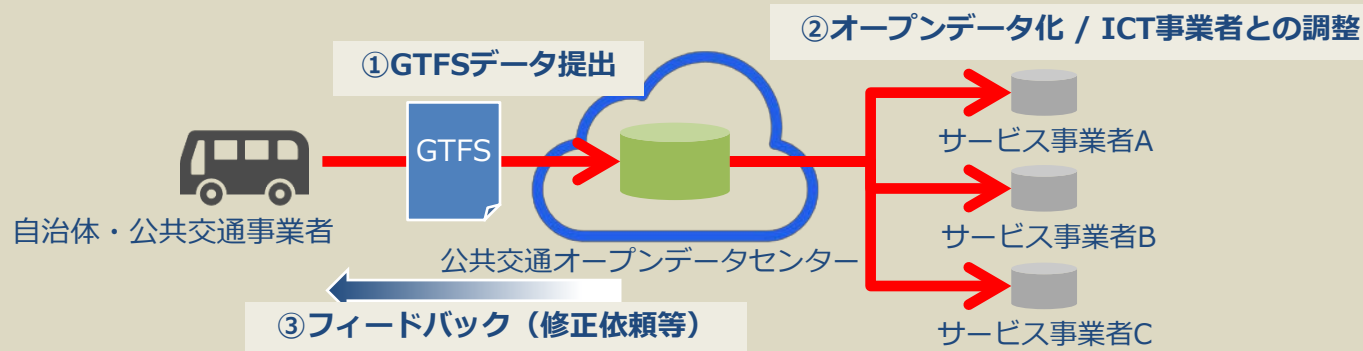 ②オープンデータ化 / ICT事業者との調整
①GTFSデータ提出
GTFS
サービス事業者A
サービス事業者B
サービス事業者C
自治体・公共交通事業者
公共交通オープンデータセンター
③フィードバック（修正依頼等）